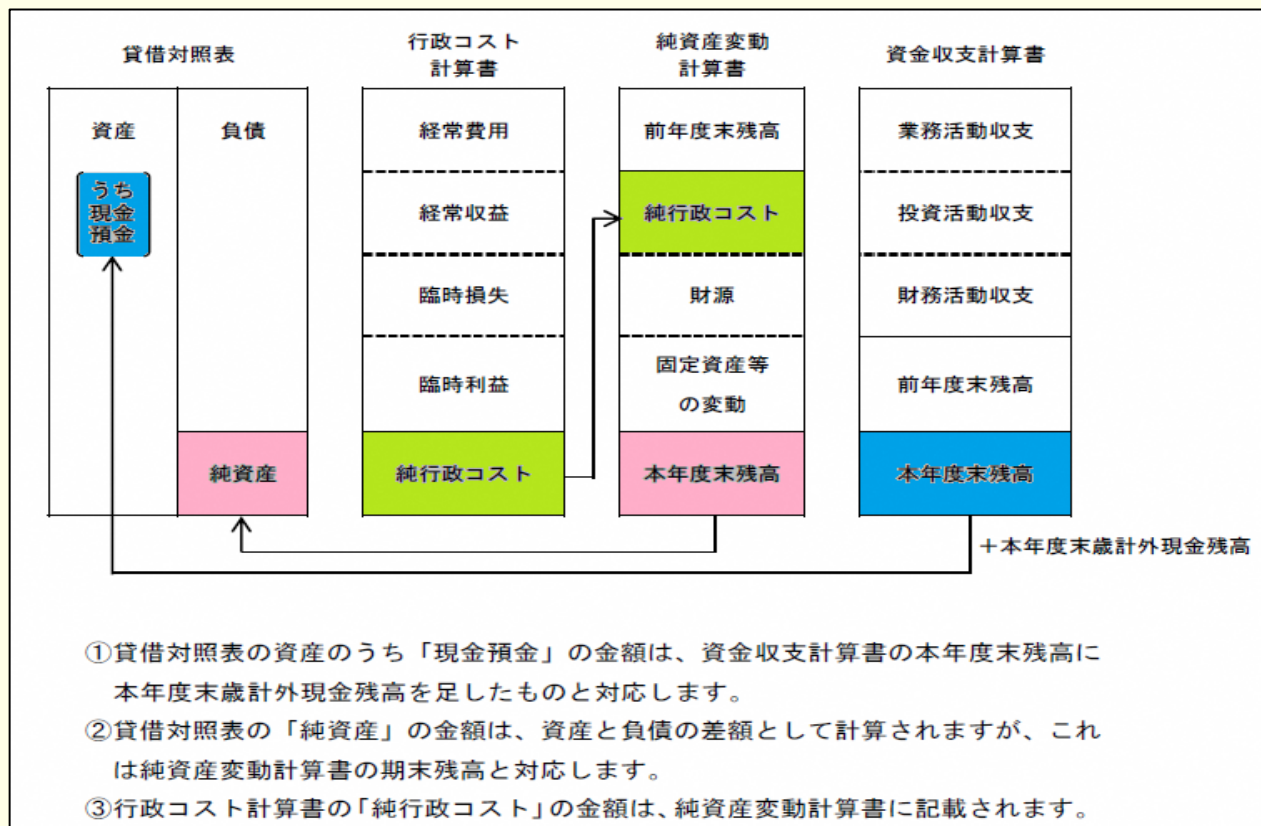 貸借対照表
資産
うち
現金
預金
負債
純資産
行政コスト
計算書
経常費用
経常収益
臨時損失
臨時利益
純行政コスト
純資産変動
計算書
前年度末残高
純行政コスト
財源
固定資産等
の変動
本年度末残高
資金収支計算書
業務活動収支
投資活動収支
財務活動収支
前年度末残高
本年度末残高
＋本年度末歳計外現金残高
①貸借対照表の資産のうち「現金預金」の金額は、資金収支計算書の本年度末残高に
本年度末歳計外現金残高を足したものと対応します。
②貸借対照表の「純資産」の金額は、資産と負債の差額として計算されますが、これ
は純資産変動計算書の期末残高と対応します。
③行政コスト計算書の「純行政コスト」の金額は、純資産変動計算書に記載されます。